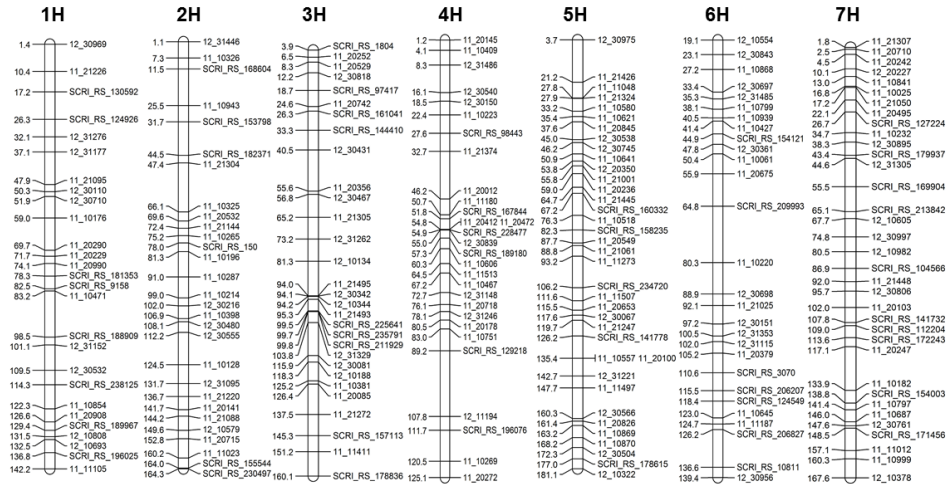 1H 2H 3H 4H 5H 6H 7H
1.4 12_30969
10.4 11_21226
17.2 SCRI_RS_130592
26.3 SCRI_RS_124926
32.1 12_31276
37.1 12_31177
47.9 11_21095
50.3 12_30110
51.9 12_30710
59.0 11_10176
69.7 11_20290
71.7 11_20229
74.1 11_20990
78.3 SCRI_RS_181353
82.5 SCRI_RS_9158
83.2 11_10471
98.5 SCRI_RS_188909
101.1 12_31152
109.5 12_30532
114.3 SCRI_RS_238125
122.3 11_10854
126.6 11_20908
129.4 SCRI_RS_189967
131.5 12_10808
132.5 12_10693
136.8 SCRI_RS_196025
142.2 11_11105
1.1 12_31446
7.3 11_10326
11.5 SCRI_RS_168604
25.5 11_10943
31.7 SCRI_RS_153798
44.5 SCRI_RS_182371
47.4 11_21304
66.1 11_10325
69.6 11_20532
72.4 11_21144
75.2 11_10265
78.0 SCRI_RS_150
81.3 11_10196
91.0 11_10287
99.0 11_10214
102.0 12_30216
106.9 11_10398
108.1 12_30480
112.2 12_30555
124.5 11_10128
131.7 12_31095
136.7 11_21220
141.7 11_20141
144.2 11_21088
149.6 12_10579
152.8 11_20715
160.2 11_11023
164.0 SCRI_RS_155544
164.3 SCRI_RS_230497
3.9 SCRI_RS_1804
6.5 11_20252
8.3 11_20529
12.2 12_30818
18.7 SCRI_RS_97417
24.6 11_20742
26.3 SCRI_RS_161041
33.3 SCRI_RS_144410
40.5 12_30431
55.6 11_20356
56.8 12_30467
65.2 11_21305
73.2 12_31262
81.3 12_10134
94.0 11_21495
94.1 12_30342
94.2 12_10344
95.3 11_21493
99.5 SCRI_RS_225641
99.7 SCRI_RS_235791
99.8 SCRI_RS_211929
103.8 12_31329
115.9 12_30081
118.3 12_10188
125.2 11_10381
126.4 11_20085
137.5 11_21272
145.3 SCRI_RS_157113
151.2 11_11411
160.1 SCRI_RS_178836
1.2 11_20145
4.1 11_10409
8.3 12_31486
16.1 12_30540
18.5 12_30150
22.4 11_10223
27.6 SCRI_RS_98443
32.7 11_21374
46.2 11_20012
50.7 11_11180
51.8 SCRI_RS_167844
54.8 11_20412 11_20472
54.9 SCRI_RS_228477
55.0 12_30839
57.3 SCRI_RS_189180
60.3 11_10606
64.5 11_11513
67.2 11_10467
72.7 12_31148
76.1 11_20718
78.1 12_31246
80.5 11_20178
83.0 11_10751
89.2 SCRI_RS_129218
107.8 12_11194
111.7 SCRI_RS_196076
120.5 11_10269
125.1 11_20272
3.7 12_30975
21.2 11_21426
27.8 11_11048
27.9 11_21324
33.2 11_10580
35.4 11_10621
37.6 11_20845
45.0 12_30538
46.2 12_30745
50.9 11_10641
53.8 12_20350
55.8 11_21001
59.0 11_20236
64.7 11_21445
67.2 SCRI_RS_160332
76.3 11_10518
82.3 SCRI_RS_158235
87.7 11_20549
88.8 11_21061
93.2 11_11273
106.2 SCRI_RS_234720
111.6 11_11507
115.5 11_20653
117.6 12_30067
119.7 11_21247
126.2 SCRI_RS_141778
135.4 11_10557 11_20100
142.7 12_31221
147.7 11_11497
160.3 12_30566
161.4 11_20826
163.2 11_10869
168.2 11_10870
172.3 12_30504
177.0 SCRI_RS_178615
181.1 12_10322
19.1 12_10554
23.1 12_30843
27.2 11_10868
33.4 12_30697
35.3 12_31485
38.1 11_10799
40.5 11_10939
41.4 11_10427
44.9 SCRI_RS_154121
47.8 12_30361
50.4 11_10061
55.9 11_20675
64.8 SCRI_RS_209993
80.3 11_10220
88.9 12_30698
92.1 11_21025
97.2 12_30151
100.5 12_31353
102.0 12_31115
105.2 11_20379
110.6 SCRI_RS_3070
115.5 SCRI_RS_206207
118.4 SCRI_RS_124549
123.0 11_10645
124.7 11_11187
126.2 SCRI_RS_206827
136.6 SCRI_RS_10811
139.4 12_30956
1.8 11_21307
2.5 11_20710
4.5 11_20242
10.1 12_20227
13.0 11_10841
16.8 11_10025
17.2 11_21050
22.1 11_20495
26.7 SCRI_RS_127224
34.7 11_10232
38.3 12_30895
43.4 SCRI_RS_179937
44.6 12_31305
55.5 SCRI_RS_169904
65.1 SCRI_RS_213842
67.7 12_10605
74.8 12_30997
80.5 12_10982
86.9 SCRI_RS_104566
92.0 11_21448
95.7 12_30806
102.0 11_20103
107.8 SCRI_RS_141732
109.0 SCRI_RS_112204
113.6 SCRI_RS_172243
117.1 11_20247
133.9 11_10182
138.8 SCRI_RS_154003
141.4 11_10797
146.0 11_10687
147.6 12_30761
148.5 SCRI_RS_171456
157.1 11_11012
160.3 11_10999
167.6 12_10378